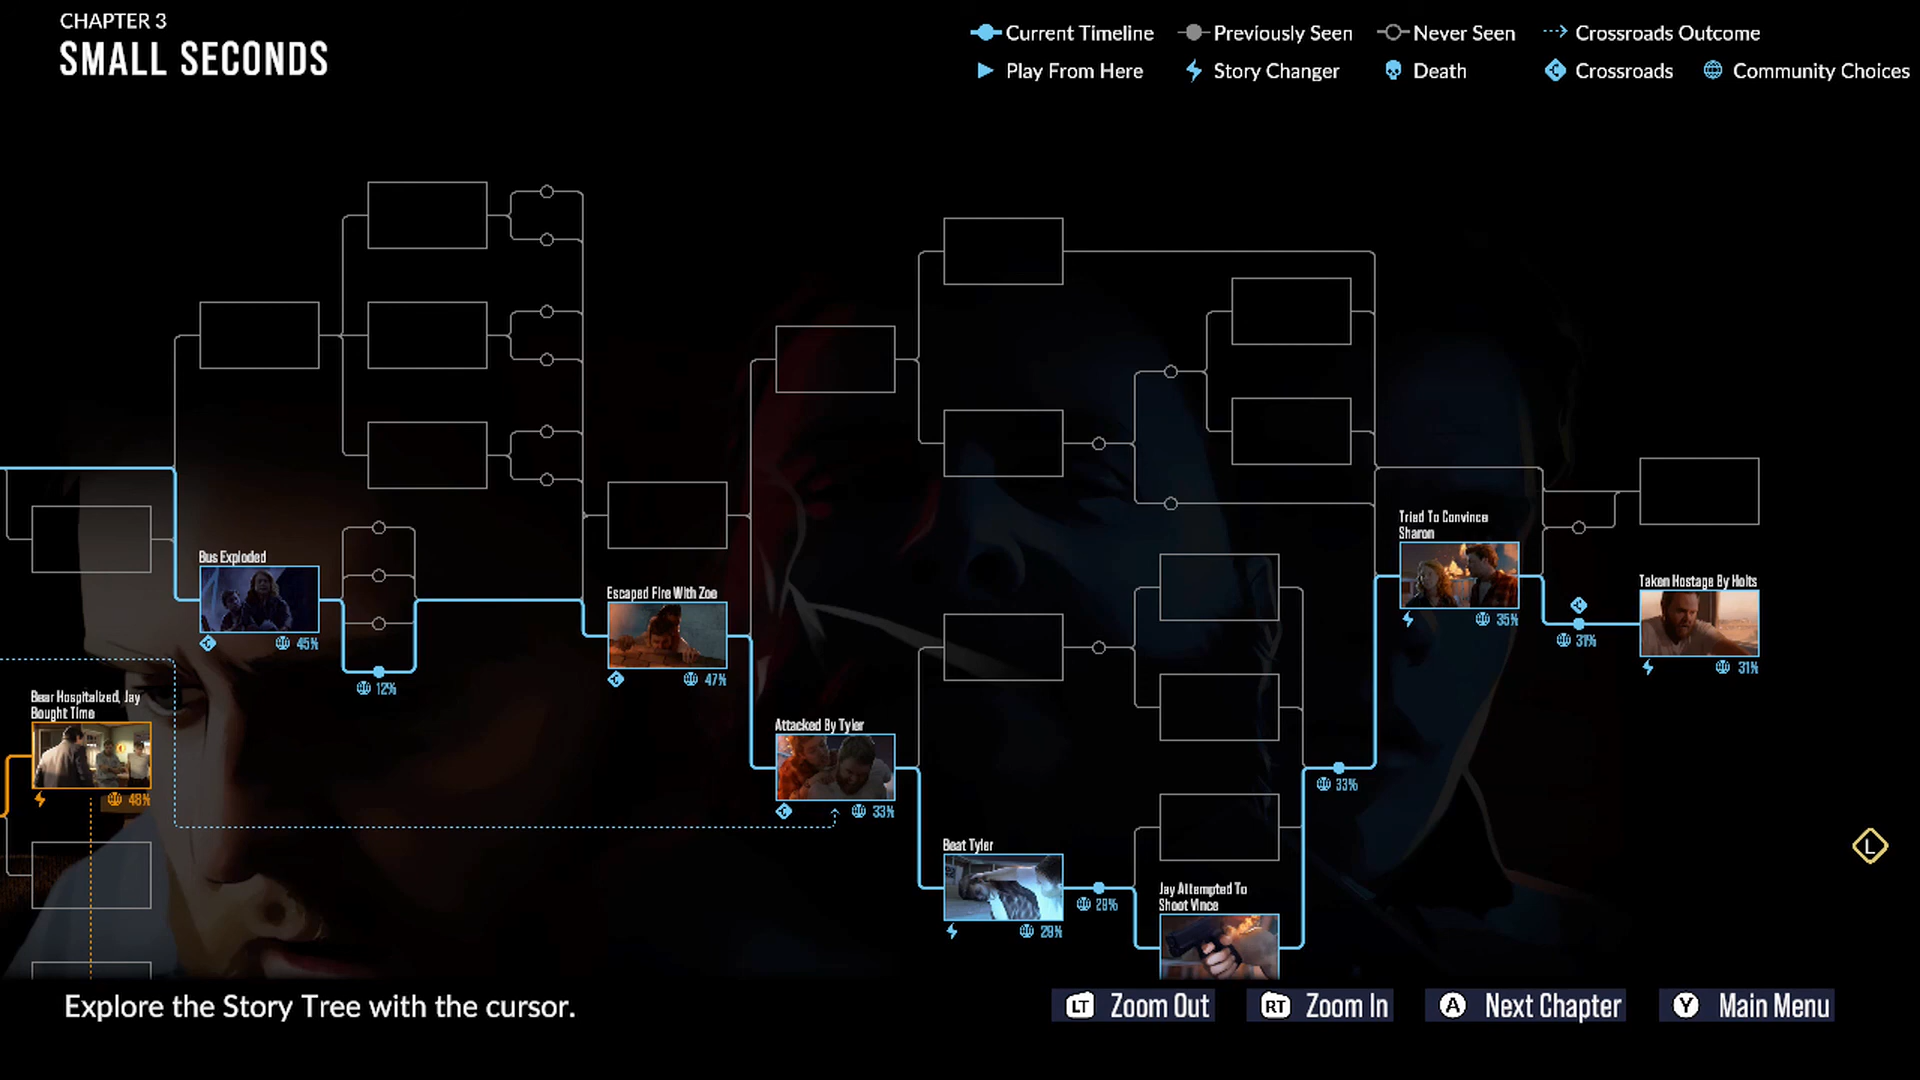 CHAPTER 3
SMALL SECONDS
Current Timeline
Previously Seen
Never Seen
Crossroads Outcome
Play From Here
Story Changer
Death
Crossroads
Community Choices
Bus Exploded
45%
12%
Bear Hospitalized, Jay
Bought Time
48%
Escaped Fire With Zoe
47%
Attacked By Tyler
33%
Beat Tyler
29%
29%
Jay Attempted To
Shoot Vince
33%
Tried To Convince
Sharon
35%
31%
Taken Hostage By Holts
31%
L
Explore the Story Tree with the cursor.
LT Zoom Out
RT Zoom In
A Next Chapter
Y Main Menu